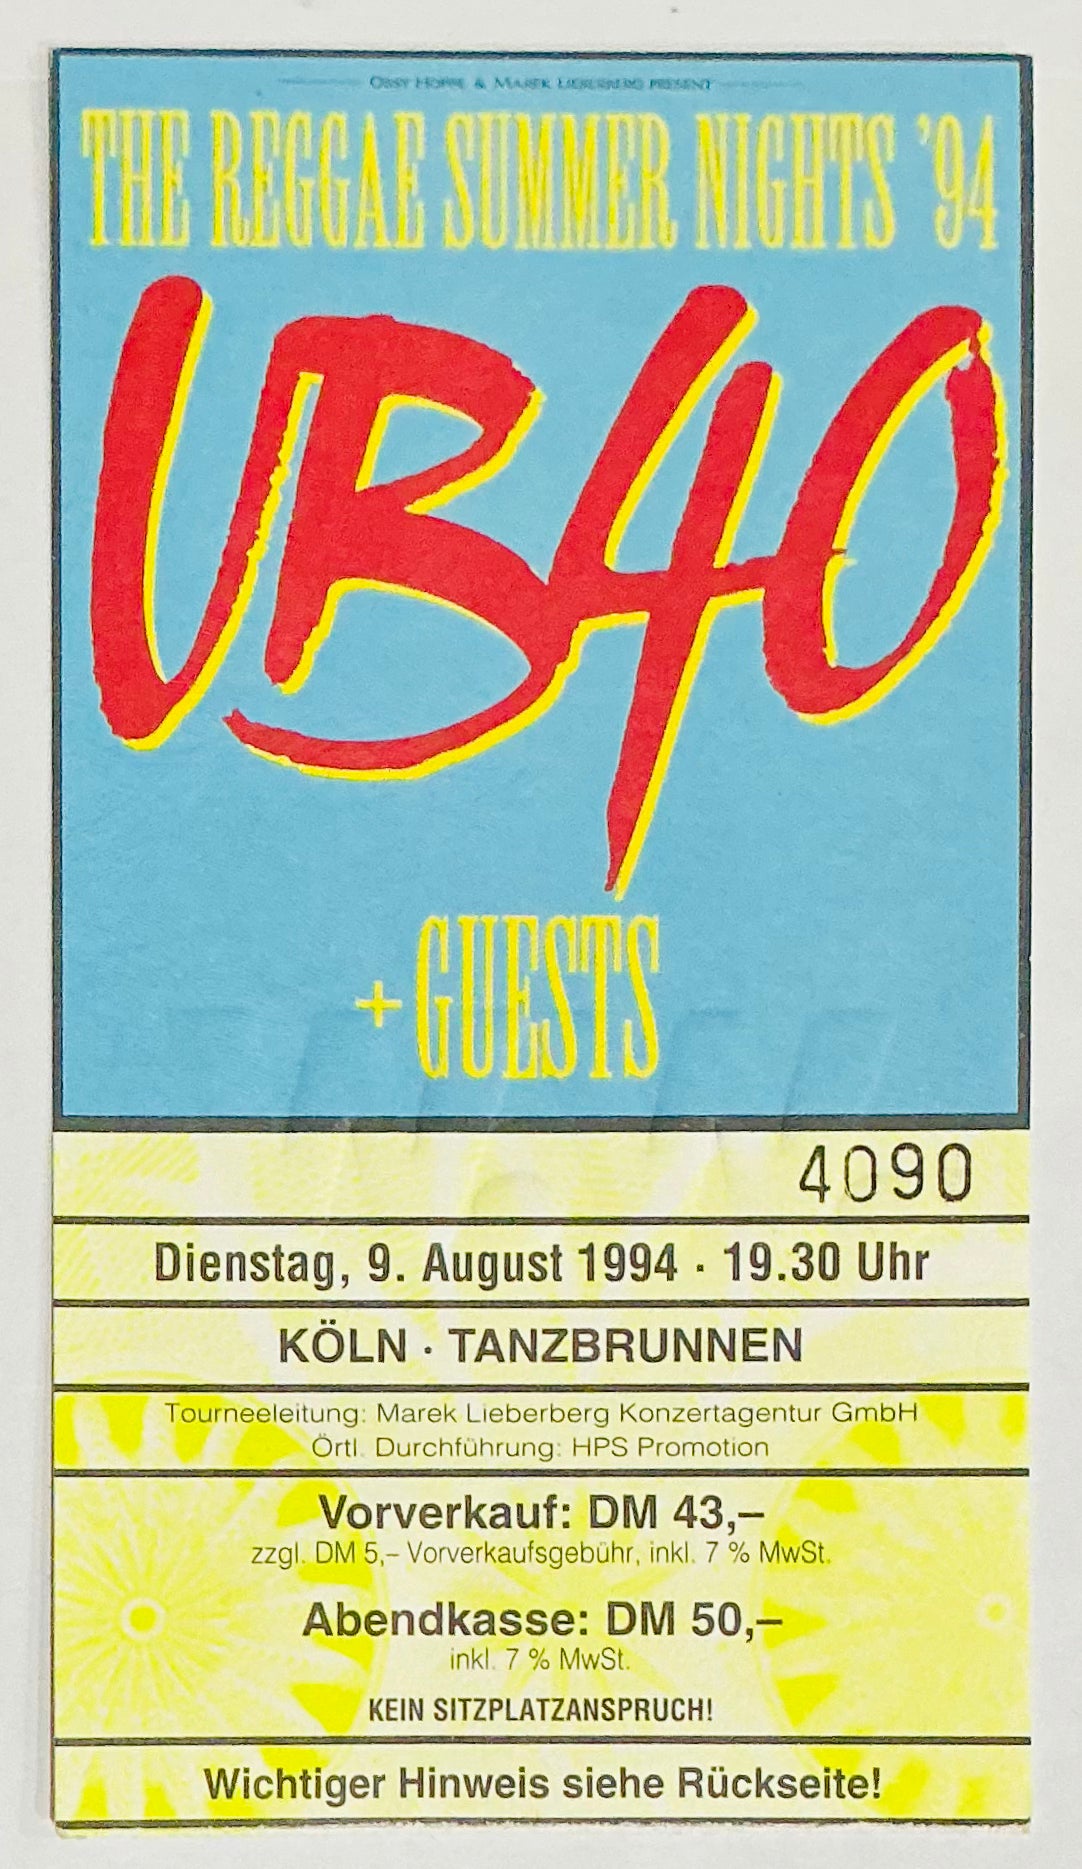 OSSY HOPPE & MAREK LIEBERBERG PRESENT
THE REGGAE SUMMER NIGHTS '94
UB40
+ GUESTS
4090
Dienstag, 9. August 1994 · 19.30 Uhr
KÖLN · TANZBRUNNEN
Tourneeleitung: Marek Lieberberg Konzertagentur GmbH
Örtl. Durchführung: HPS Promotion
Vorverkauf: DM 43,–
zzgl. DM 5,– Vorverkaufsgebühr, inkl. 7 % MwSt.
Abendkasse: DM 50,–
inkl. 7 % MwSt.
KEIN SITZPLATZANSPRUCH!
Wichtiger Hinweis siehe Rückseite!